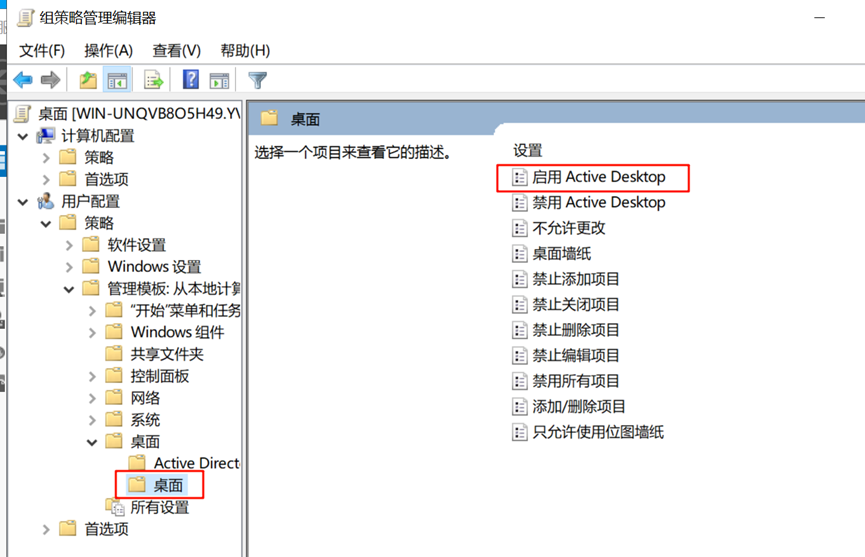 组策略管理编辑器
文件(F) 操作(A) 查看(V) 帮助(H)
桌面 [WIN-UNQVB8O5H49.Y
计算机配置
策略
首选项
用户配置
策略
软件设置
Windows 设置
管理模板: 从本地计算
“开始”菜单和任务
Windows 组件
共享文件夹
控制面板
网络
系统
桌面
Active Direct
桌面
所有设置
首选项
桌面
选择一个项目来查看它的描述。
设置
启用 Active Desktop
禁用 Active Desktop
不允许更改
桌面墙纸
禁止添加项目
禁止关闭项目
禁止删除项目
禁止编辑项目
禁用所有项目
添加/删除项目
只允许使用位图墙纸